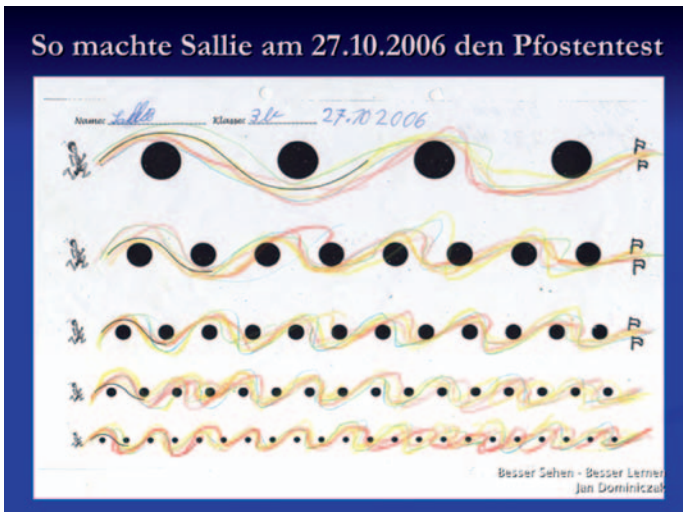 So machte Sallie am 27.10.2006 den Pfostentest
Name: Sallie Klasse: 3b 27.10 2006
Besser Sehen - Besser Lernen
Jan Dominiczak